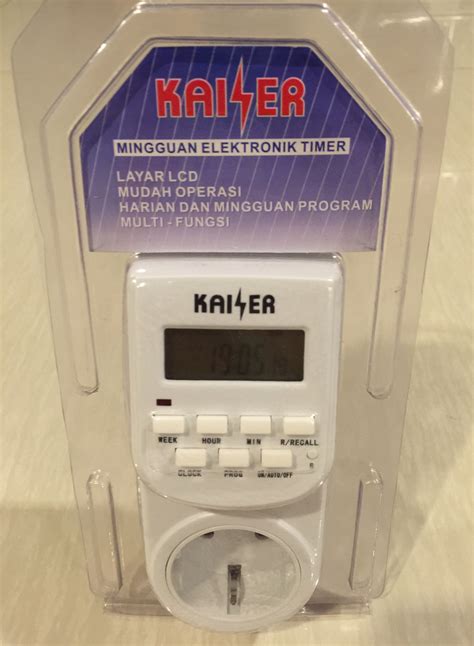 KAISER
MINGGUAN ELEKTRONIK TIMER
LAYAR LCD
MUDAH OPERASI
HARIAN DAN MINGGUAN PROGRAM
MULTI - FUNGSI
KAISER
19:05
WEEK HOUR MIN R/RECALL
CLOCK PROG ON/AUTO/OFF R